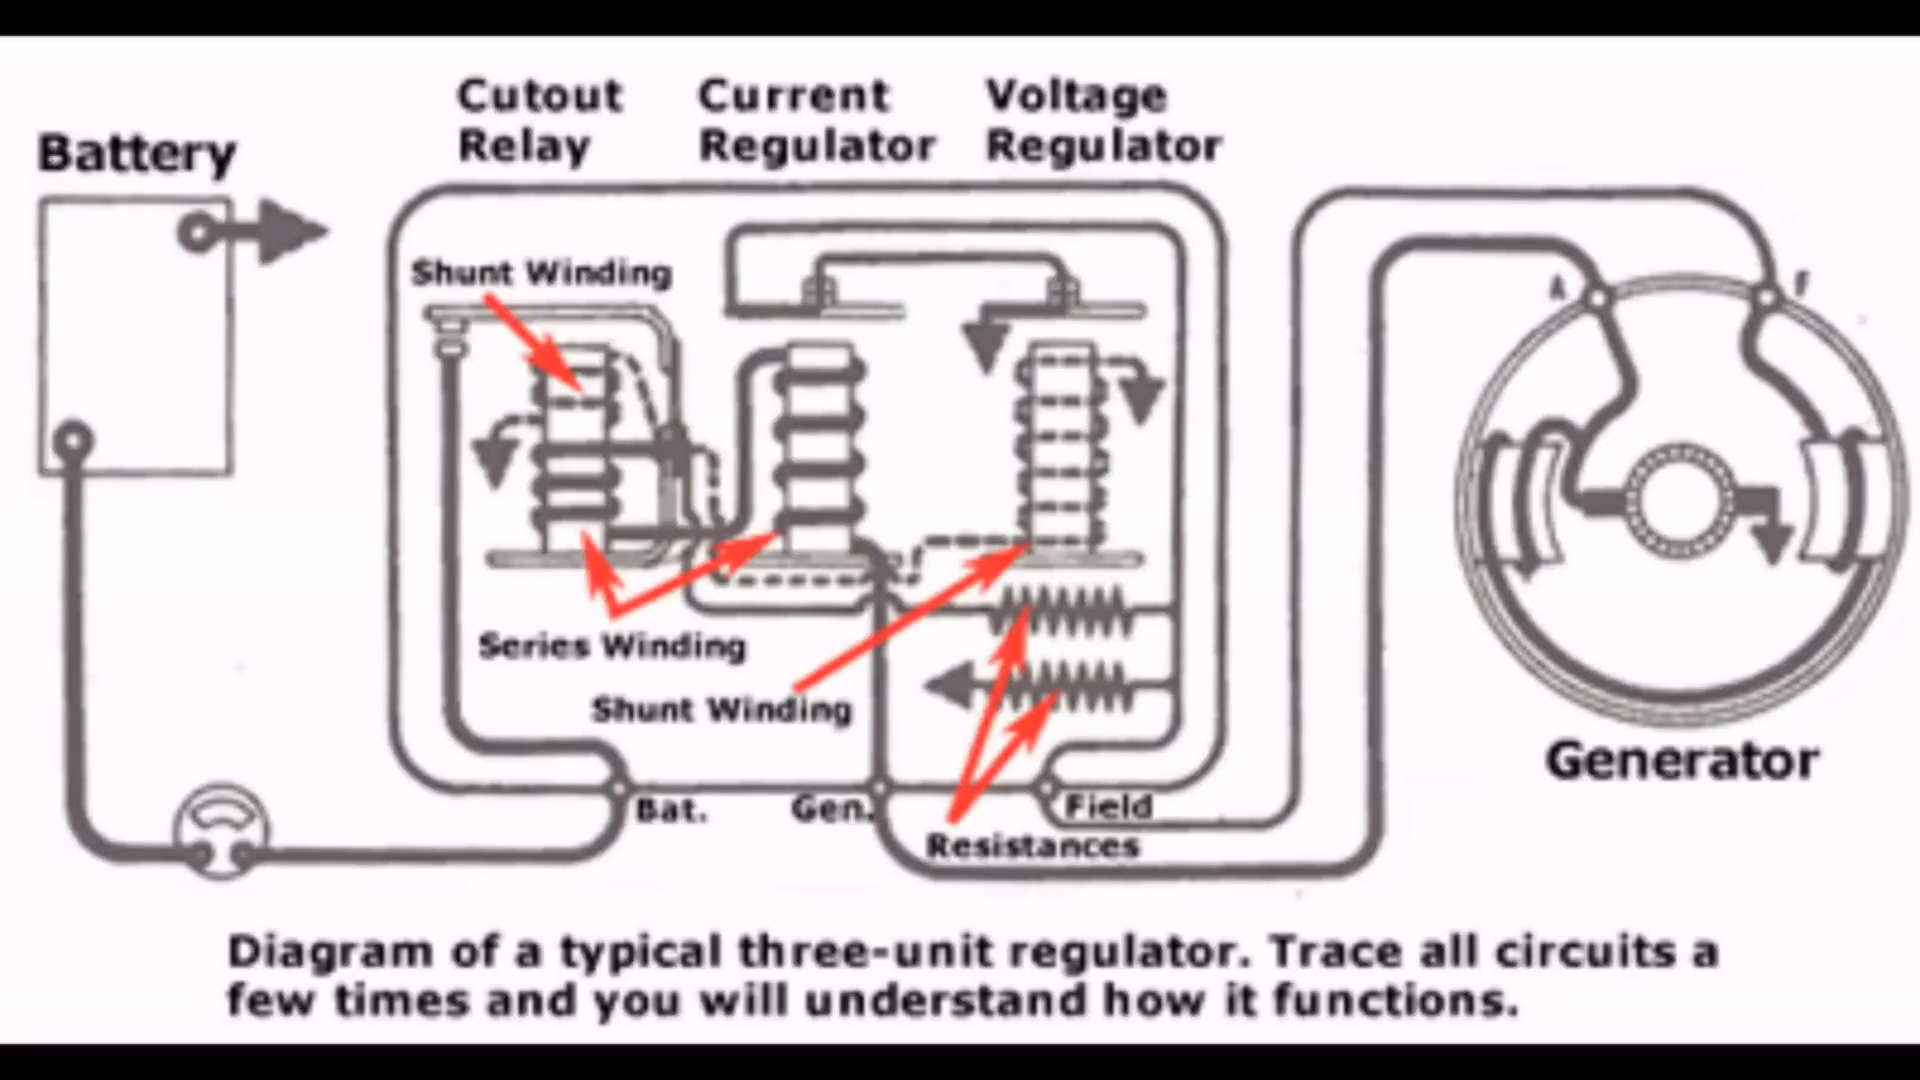 Battery
Cutout
Relay
Current
Regulator
Voltage
Regulator
Shunt Winding
A
F
Series Winding
Shunt Winding
Generator
Bat.
Gen.
Field
Resistances
Diagram of a typical three-unit regulator. Trace all circuits a
few times and you will understand how it functions.